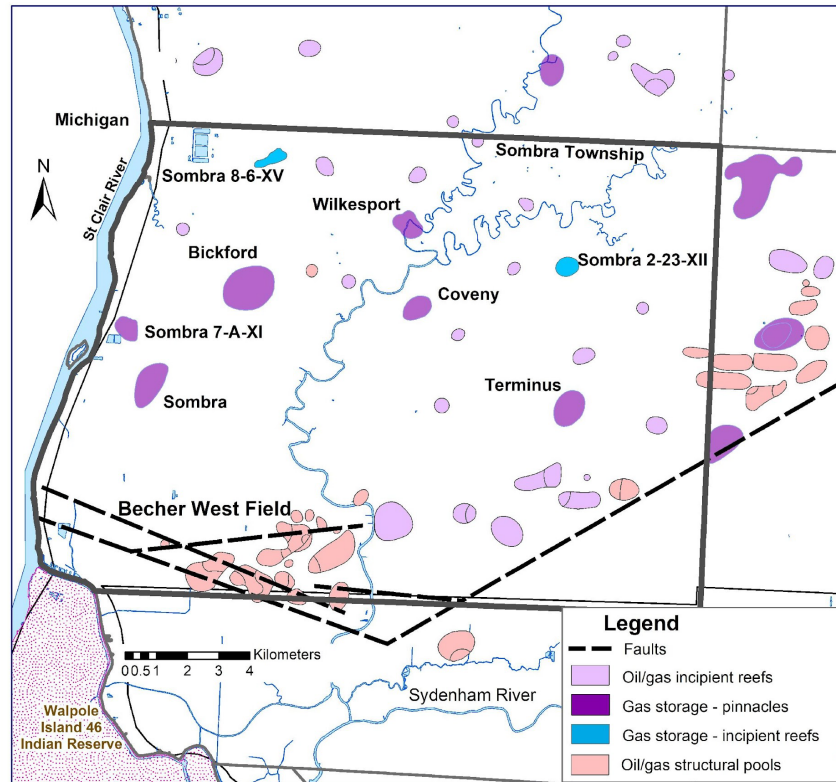 Michigan
St Clair River
N
Sombra Township
Sombra 8-6-XV
Wilkesport
Bickford
Sombra 2-23-XII
Coveny
Sombra 7-A-XI
Terminus
Sombra
Becher West Field
Kilometers
0 0.5 1 2 3 4
Sydenham River
Walpole
Island 46
Indian Reserve
Legend
Faults
Oil/gas incipient reefs
Gas storage - pinnacles
Gas storage - incipient reefs
Oil/gas structural pools